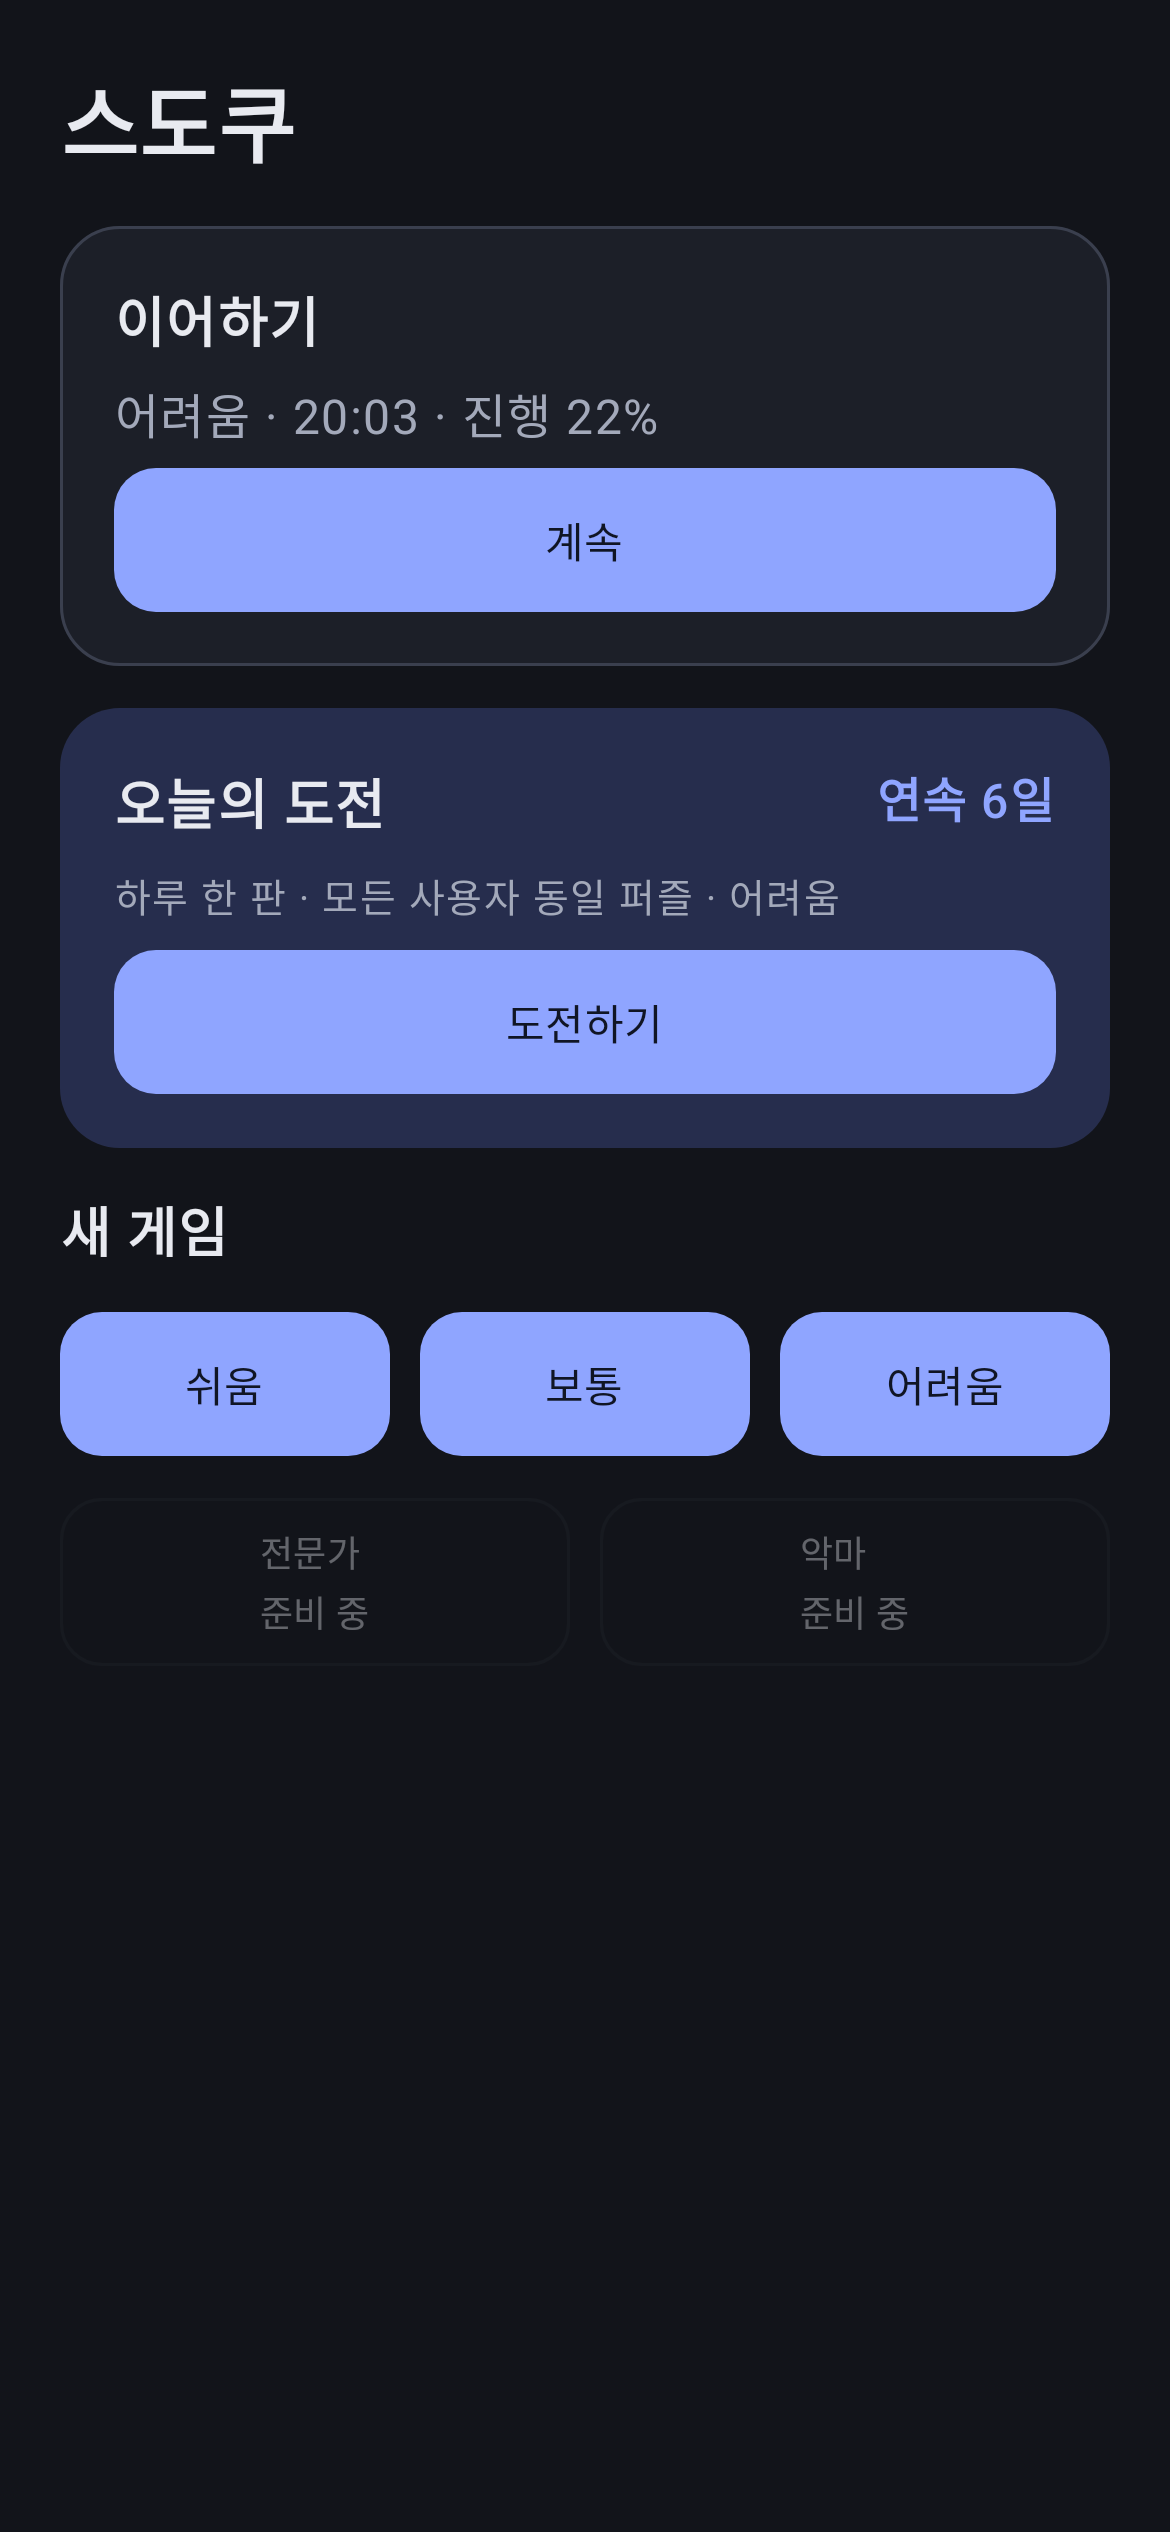 스도쿠
이어하기
어려움 · 20:03 · 진행 22%
계속
오늘의 도전
연속 6일
하루 한 판 · 모든 사용자 동일 퍼즐 · 어려움
도전하기
새 게임
쉬움
보통
어려움
전문가
준비 중
악마
준비 중